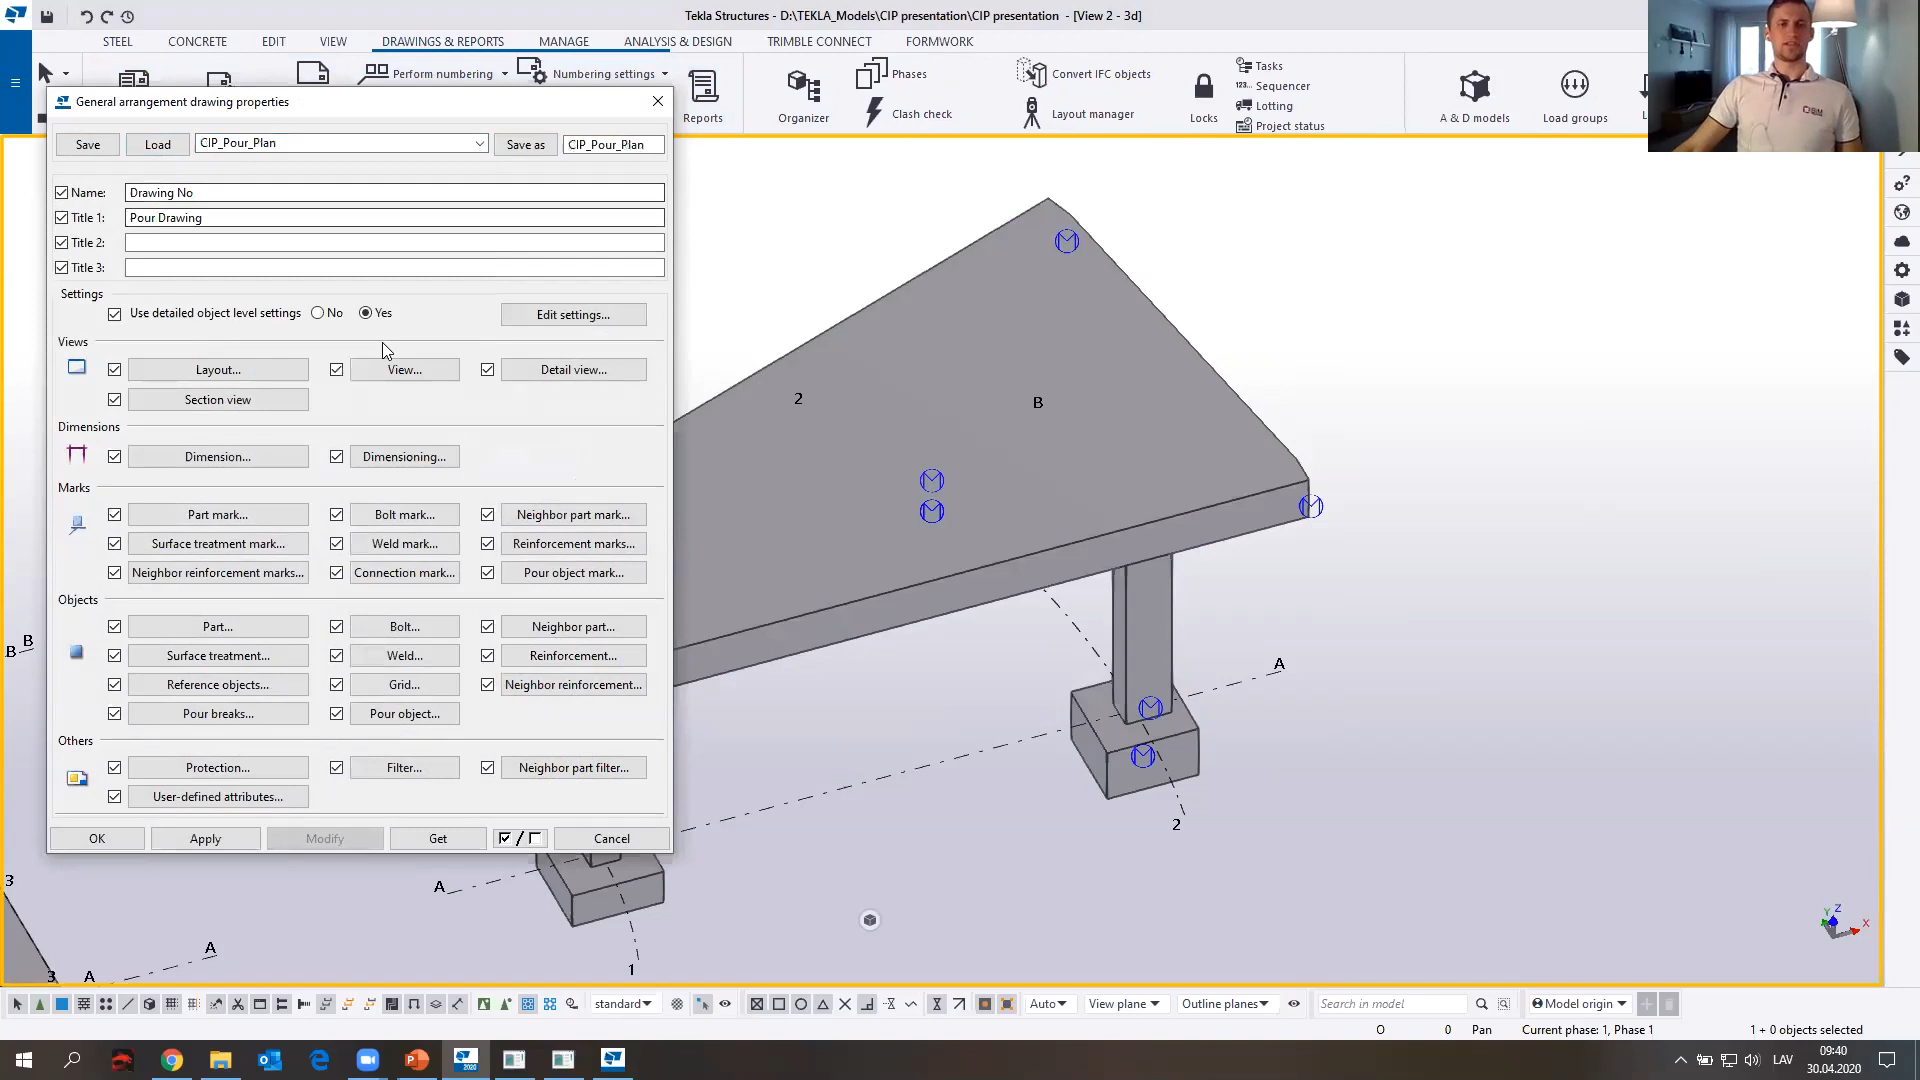 Tekla Structures - D:\TEKLA_Models\CIP presentation\CIP presentation - [View 2 - 3d]
STEEL CONCRETE EDIT VIEW DRAWINGS & REPORTS MANAGE ANALYSIS & DESIGN TRIMBLE CONNECT FORMWORK
Perform numbering Numbering settings Phases Convert IFC objects Tasks
Sequencer
Lotting
Project status
Reports Organizer Clash check Layout manager Locks A & D models Load groups
General arrangement drawing properties
Save Load CIP_Pour_Plan Save as CIP_Pour_Plan
Name: Drawing No
Title 1: Pour Drawing
Title 2:
Title 3:
Settings
Use detailed object level settings No Yes Edit settings...
Views
Layout... View... Detail view...
Section view
Dimensions
Dimension... Dimensioning...
Marks
Part mark... Bolt mark... Neighbor part mark...
Surface treatment mark... Weld mark... Reinforcement marks...
Neighbor reinforcement marks... Connection mark... Pour object mark...
Objects
Part... Bolt... Neighbor part...
Surface treatment... Weld... Reinforcement...
Reference objects... Grid... Neighbor reinforcement...
Pour breaks... Pour object...
Others
Protection... Filter... Neighbor part filter...
User-defined attributes...
OK Apply Modify Get / Cancel
2 B
A
B
B
2
3
A
A
3 A
1
Z
Y
X
standard Auto View plane Outline planes Search in model Model origin
O 0 Pan Current phase: 1, Phase 1 1 + 0 objects selected
2020
LAV
09:40
30.04.2020